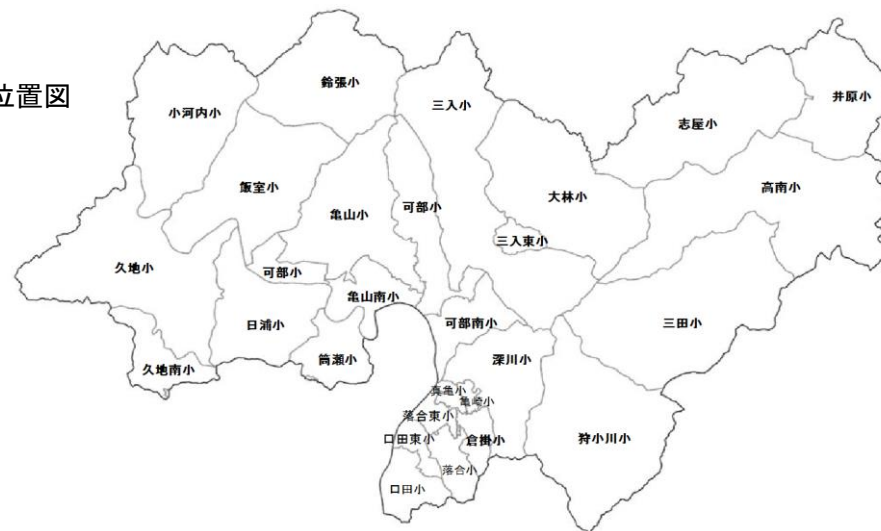 位置図
鈴張小
小河内小
三入小
井原小
志屋小
飯室小
高南小
大林小
亀山小
可部小
三入東小
久地小
可部小
亀山南小
日浦小
可部南小
三田小
筒瀬小
深川小
久地南小
真亀小
亀崎小
落合東小
口田東小
倉掛小
狩小川小
落合小
口田小